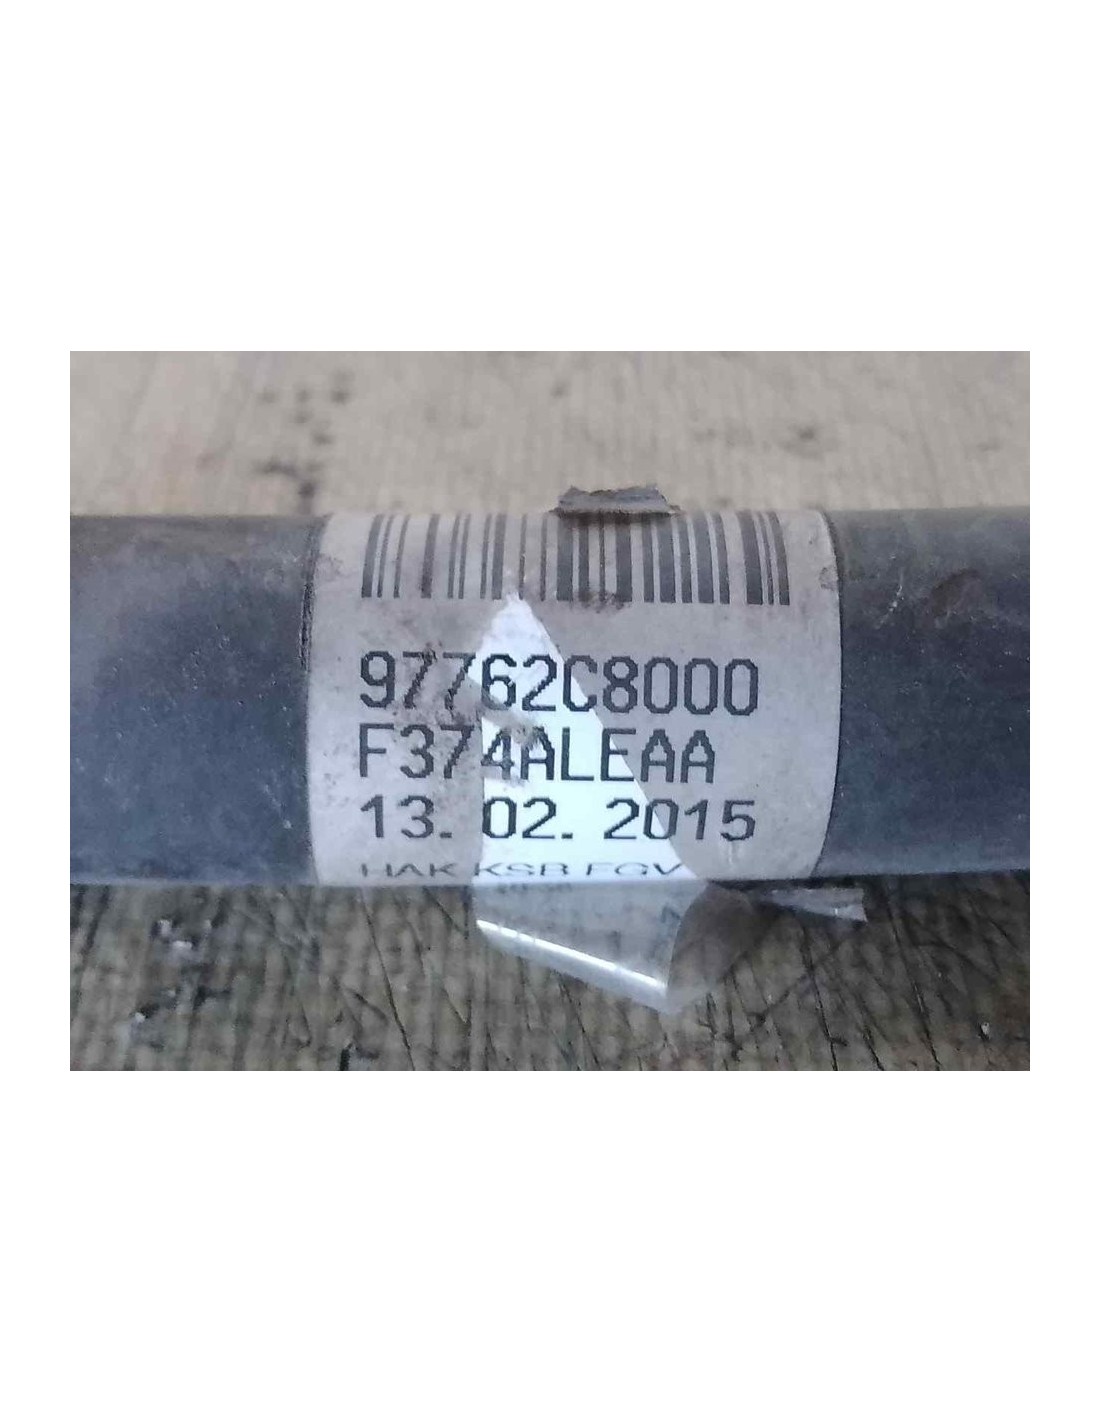 97762C8000
F374ALEAA
13. 02. 2015
HAK KSB FGV